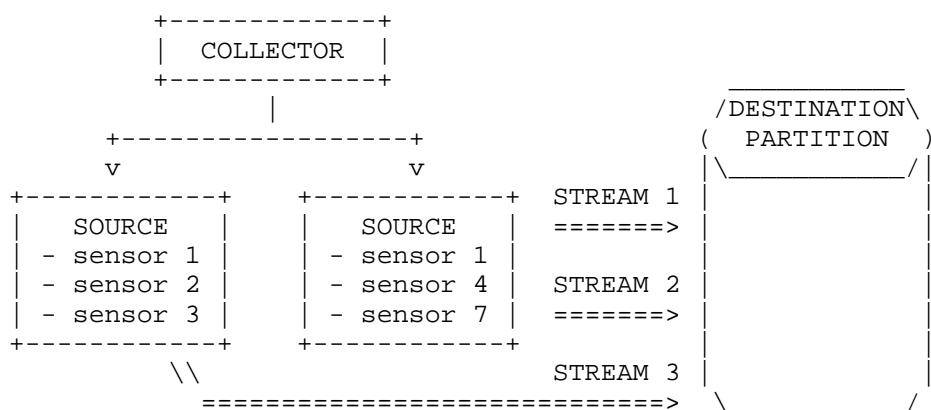 COLLECTOR
DESTINATION
PARTITION
STREAM 1
SOURCE SOURCE
- sensor 1 - sensor 1
- sensor 2 - sensor 4 STREAM 2
- sensor 3 - sensor 7
STREAM 3